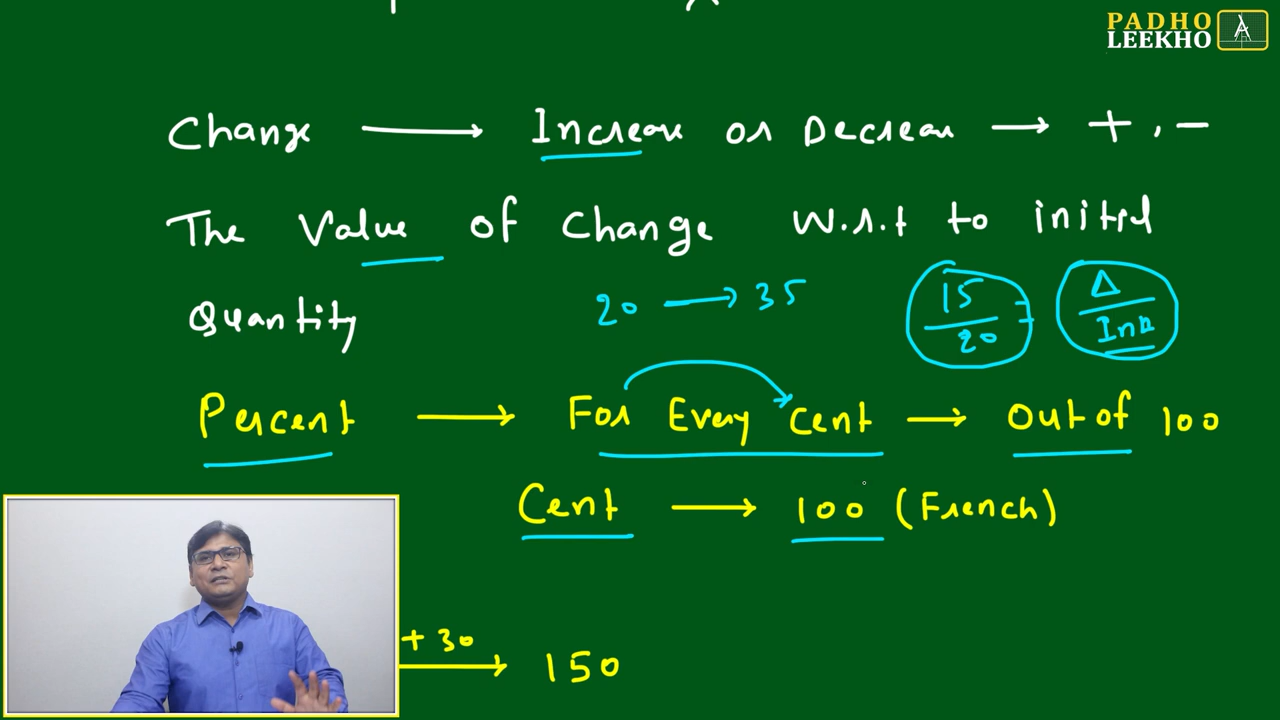 PADHO
LEEKHO
Change → Increase or Decrease → + , -
The Value of Change w.r.t to initial
Quantity 20 → 35 15/20 = Δ/
Percent → For Every Cent → Out of 100
Cent → 100 (French)
+ 30
→ 150